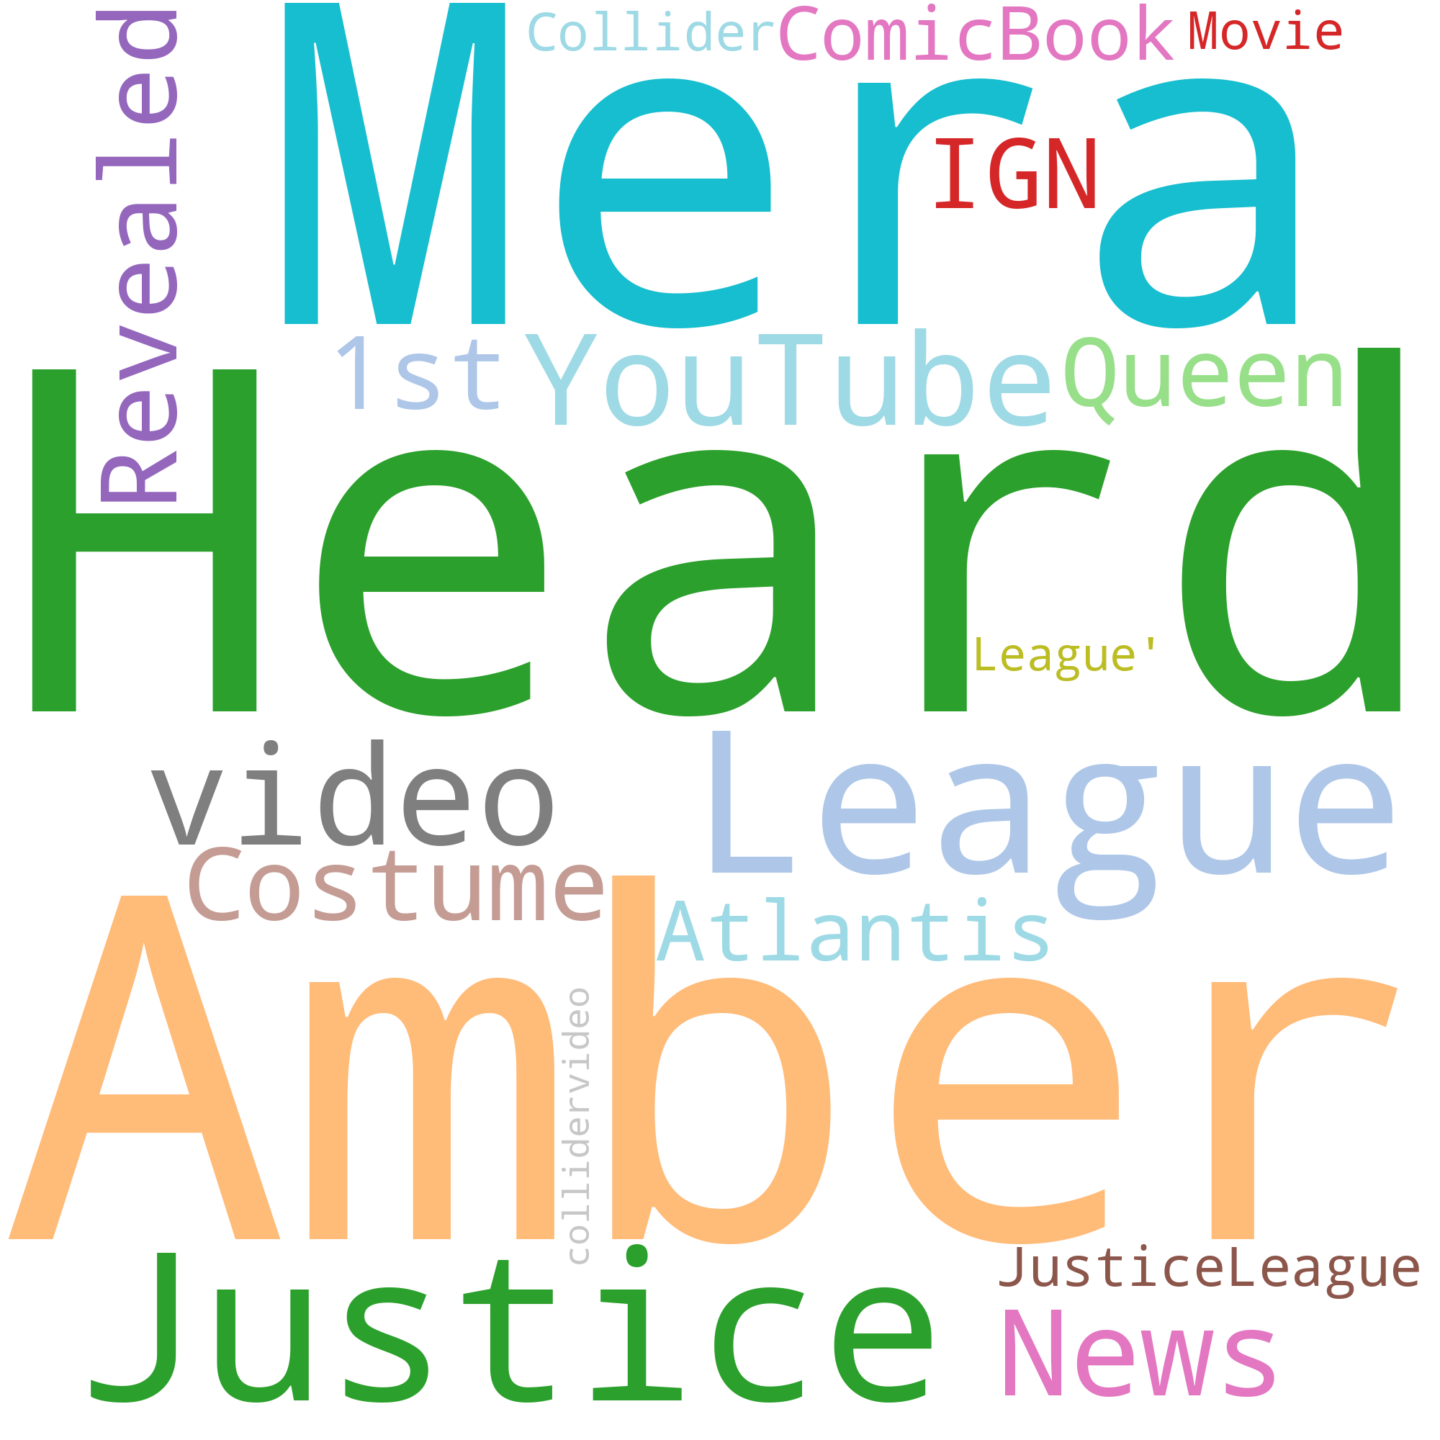 Collider
ComicBook
Movie
Revealed
Mera
IGN
1st
YouTube
Queen
Heard
League'
video
League
Costume
Atlantis
Amber
collidervideo
JusticeLeague
Justice
News